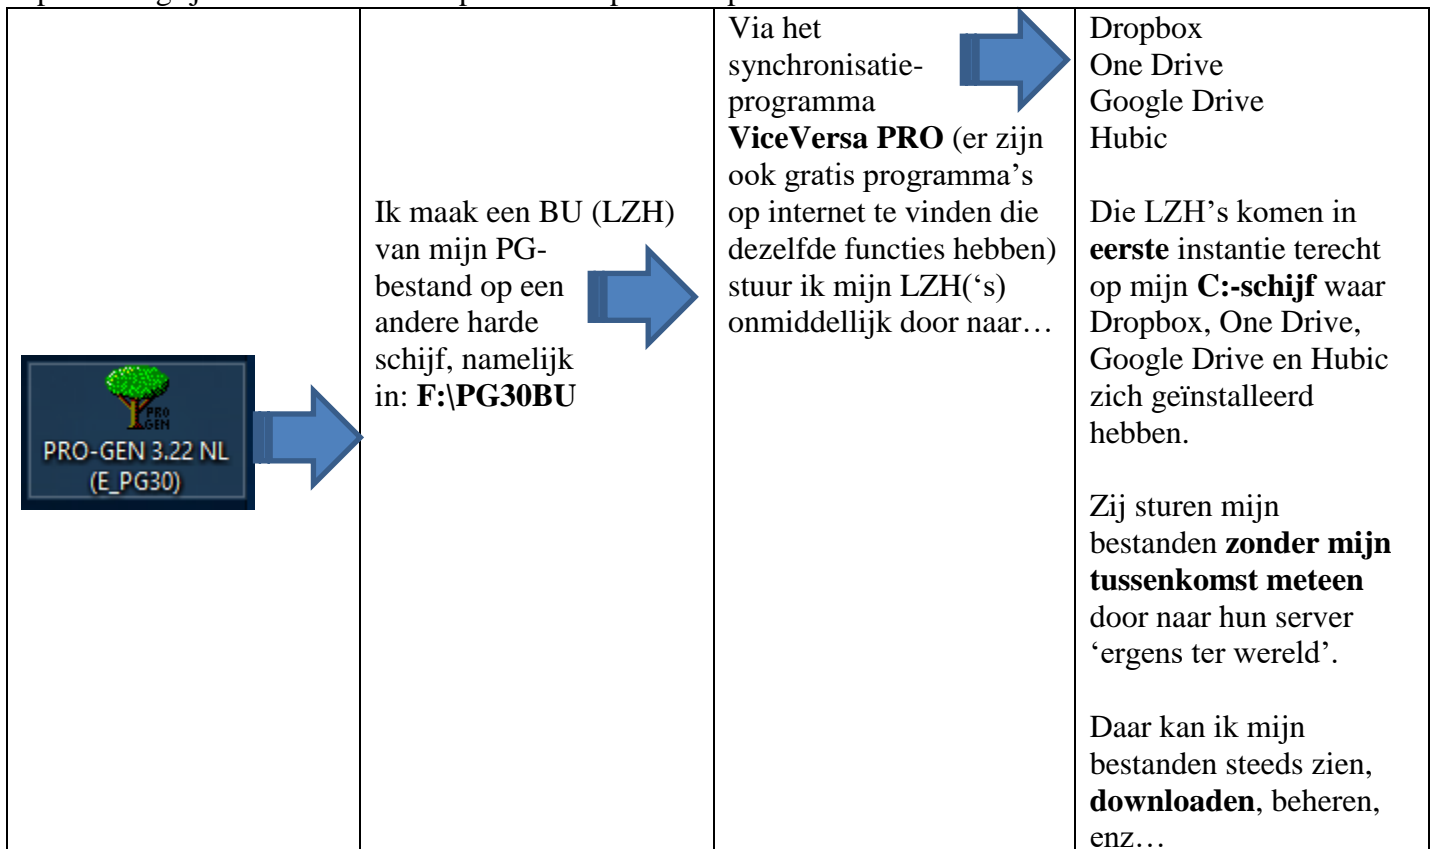 PRO
GEN
PRO-GEN 3.22 NL
(E_PG30)
Ik maak een BU (LZH)
van mijn PG-
bestand op een
andere harde
schijf, namelijk
in: F:\PG30BU
Via het
synchronisatie-
programma
ViceVersa PRO (er zijn
ook gratis programma’s
op internet te vinden die
dezelfde functies hebben)
stuur ik mijn LZH(‘s)
onmiddellijk door naar…
Dropbox
One Drive
Google Drive
Hubic
Die LZH’s komen in
eerste instantie terecht
op mijn C:-schijf waar
Dropbox, One Drive,
Google Drive en Hubic
zich geïnstalleerd
hebben.
Zij sturen mijn
bestanden zonder mijn
tussenkomst meteen
door naar hun server
‘ergens ter wereld’.
Daar kan ik mijn
bestanden steeds zien,
downloaden, beheren,
enz…